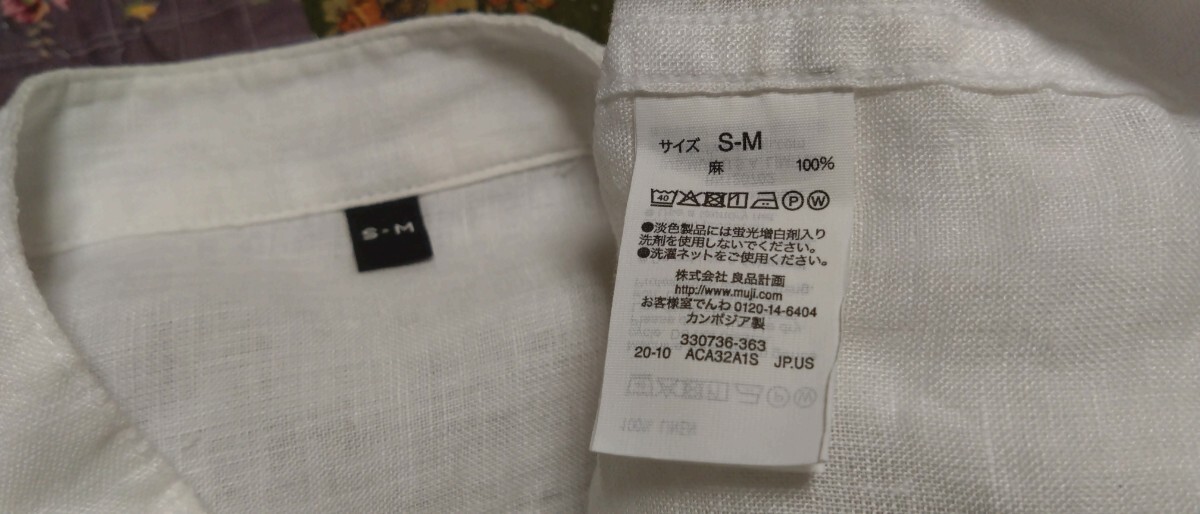 S-M
サイズ S-M
麻 100%
40 P W
●淡色製品には蛍光増白剤入り
洗剤を使用しないでください。
●洗濯ネットをご使用ください。
株式会社 良品計画
http://www.muji.com
お客様室でんわ 0120-14-6404
カンボジア製
330736-363
20-10 ACA32A1S JP.US
100% LINEN